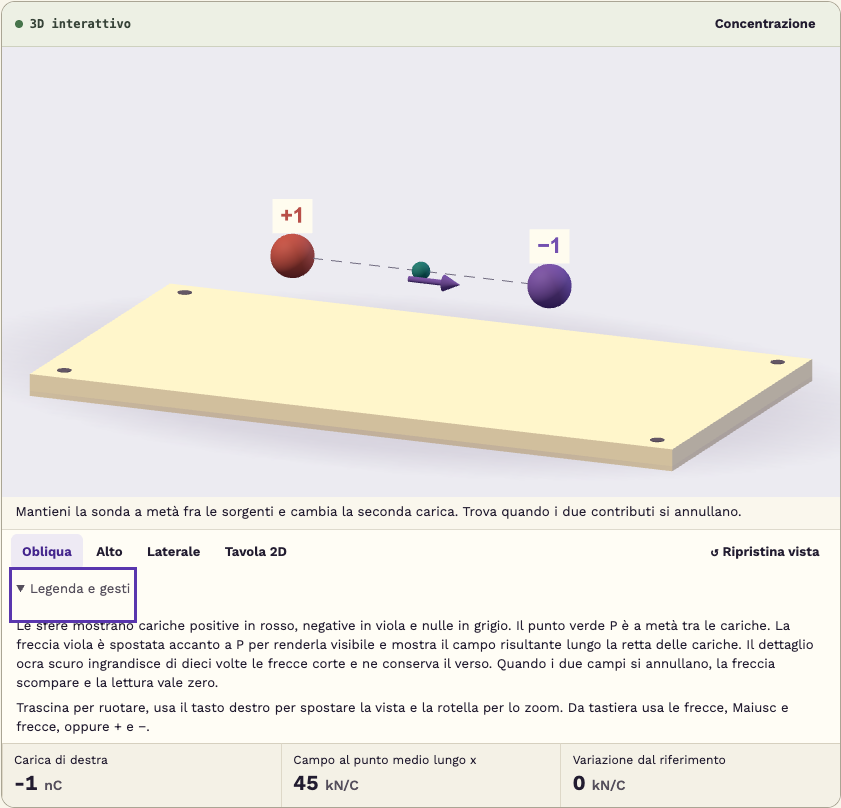 3D interattivo
Concentrazione
+1
−1
Mantieni la sonda a metà fra le sorgenti e cambia la seconda carica. Trova quando i due contributi si annullano.
Obliqua Alto Laterale Tavola 2D ↺ Ripristina vista
▼ Legenda e gesti
Le sfere mostrano cariche positive in rosso, negative in viola e nulle in grigio. Il punto verde P è a metà tra le cariche. La
freccia viola è spostata accanto a P per renderla visibile e mostra il campo risultante lungo la retta delle cariche. Il dettaglio
ocra scuro ingrandisce di dieci volte le frecce corte e ne conserva il verso. Quando i due campi si annullano, la freccia
scompare e la lettura vale zero.
Trascina per ruotare, usa il tasto destro per spostare la vista e la rotella per lo zoom. Da tastiera usa le frecce, Maiusc e
frecce, oppure + e −.
Carica di destra
-1 nC
Campo al punto medio lungo x
45 kN/C
Variazione dal riferimento
0 kN/C